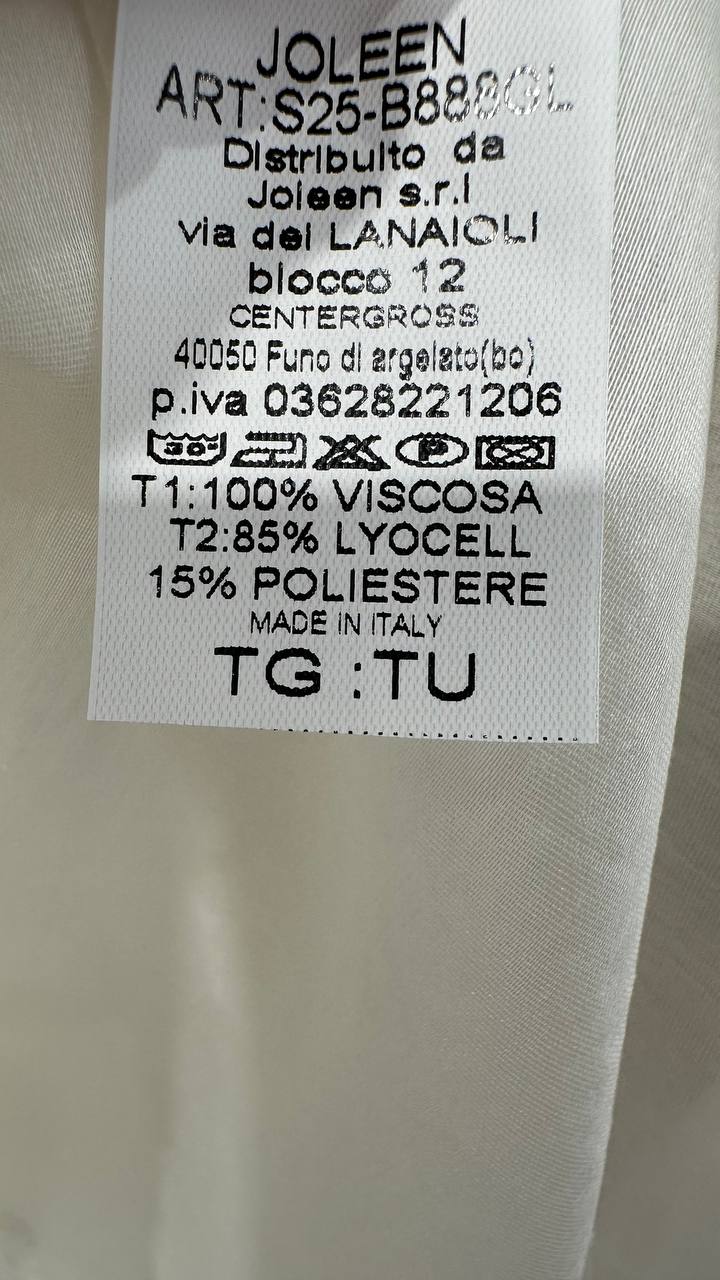 JOLEEN
ART:S25-B888GL
Distribuito da
Joleen s.r.l
via dei LANAIOLI
blocco 12
CENTERGROSS
40050 Funo di argelato(bo)
p.iva 03628221206
30° P
T1:100% VISCOSA
T2:85% LYOCELL
15% POLIESTERE
MADE IN ITALY
TG :TU